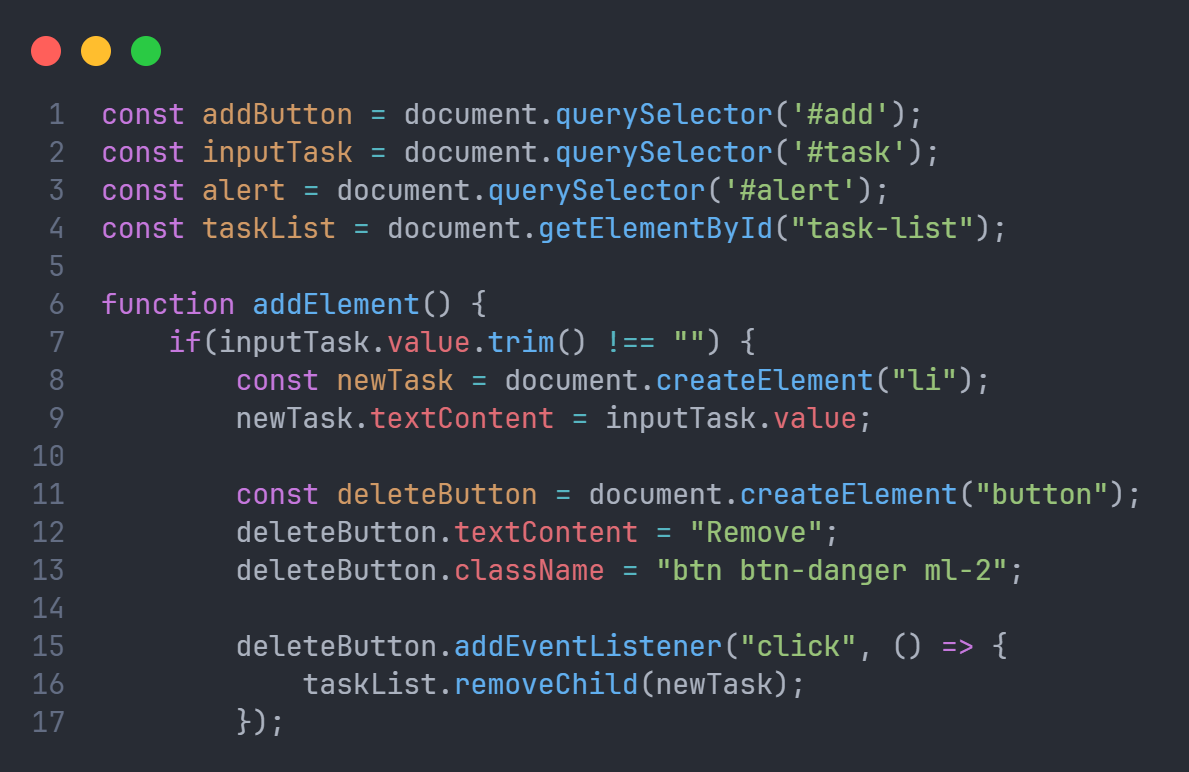 1 const addButton = document.querySelector('#add');
2 const inputTask = document.querySelector('#task');
3 const alert = document.querySelector('#alert');
4 const taskList = document.getElementById("task-list");
5
6 function addElement() {
7     if(inputTask.value.trim() !== "") {
8         const newTask = document.createElement("li");
9         newTask.textContent = inputTask.value;
10
11         const deleteButton = document.createElement("button");
12         deleteButton.textContent = "Remove";
13         deleteButton.className = "btn btn-danger ml-2";
14
15         deleteButton.addEventListener("click", () => {
16             taskList.removeChild(newTask);
17         });